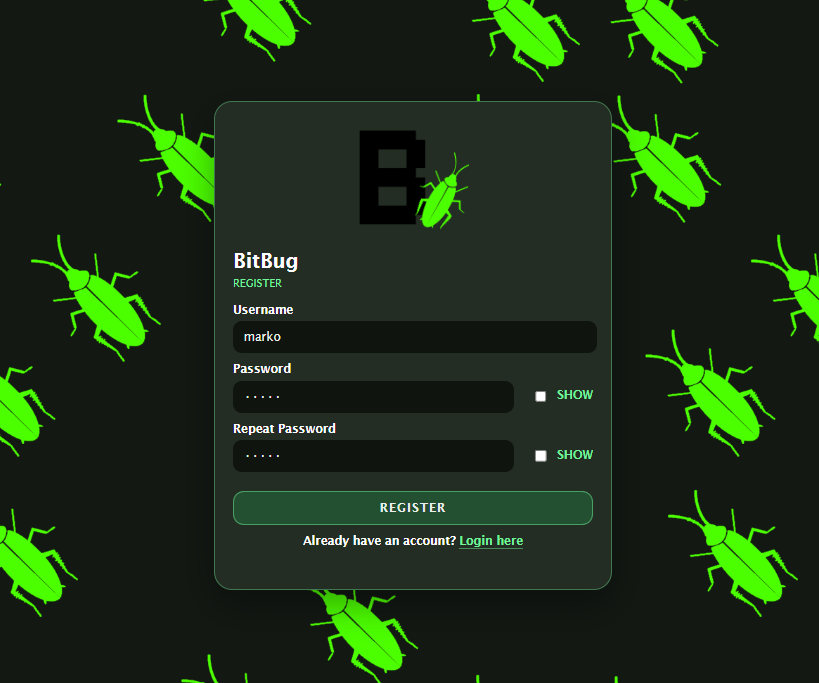 B
BitBug
REGISTER
Username
marko
Password
·····
SHOW
Repeat Password
·····
SHOW
REGISTER
Already have an account? Login here